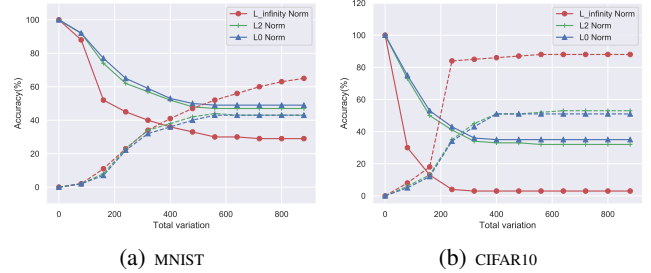 L_infinity Norm
L2 Norm
L0 Norm
100
80
60
40
20
0
Accuracy(%)
0 200 400 600 800
Total variation
(a) MNIST
L_infinity Norm
L2 Norm
L0 Norm
120
100
80
60
40
20
0
Accuracy(%)
0 200 400 600 800
Total variation
(b) CIFAR10